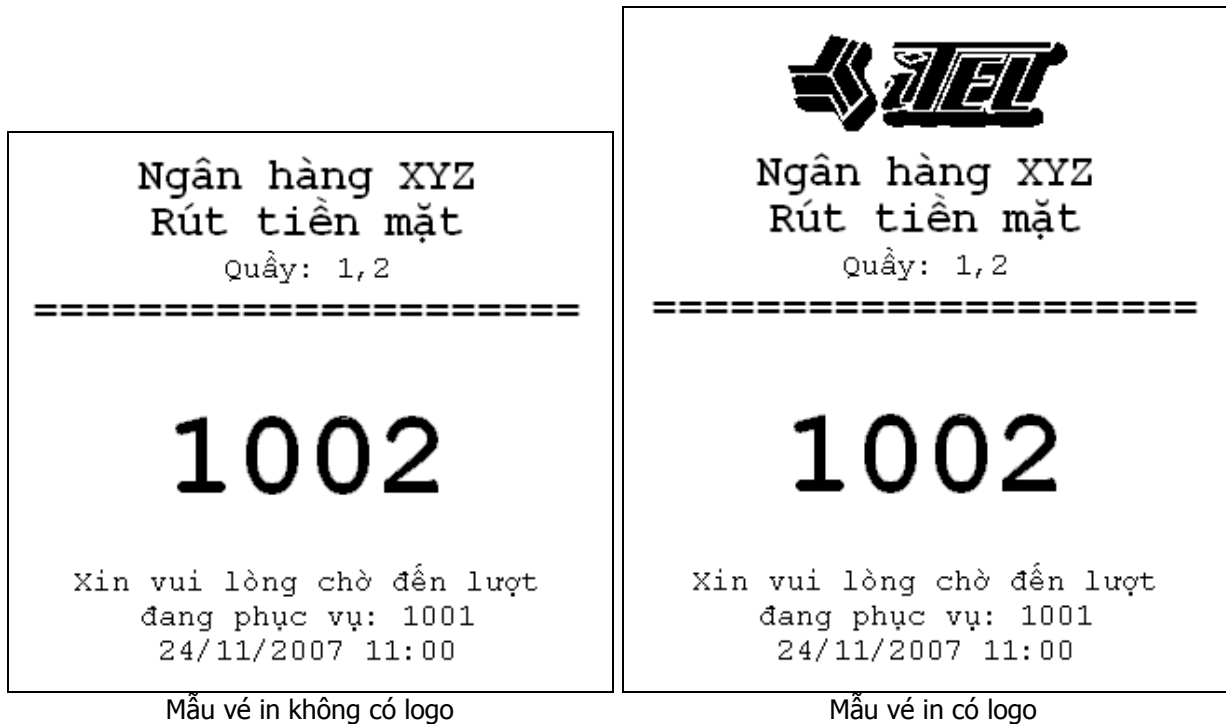 Ngân hàng XYZ
Rút tiền mặt
Quầy: 1,2
======================
1002
Xin vui lòng chờ đến lượt
đang phục vụ: 1001
24/11/2007 11:00
Mẫu vé in không có logo
iTEL
Ngân hàng XYZ
Rút tiền mặt
Quầy: 1,2
======================
1002
Xin vui lòng chờ đến lượt
đang phục vụ: 1001
24/11/2007 11:00
Mẫu vé in có logo